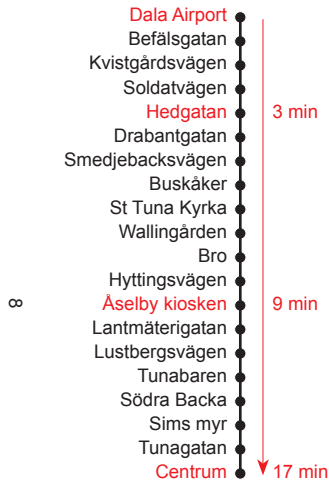 Dala Airport
Befälsgatan
Kvistgårdsvägen
Soldatvägen
Hedgatan 3 min
Drabantgatan
Smedjebacksvägen
Buskåker
St Tuna Kyrka
Wallingården
Bro
Hyttingsvägen
8
Åselby kiosken 9 min
Lantmäterigatan
Lustbergsvägen
Tunabaren
Södra Backa
Sims myr
Tunagatan
Centrum 17 min